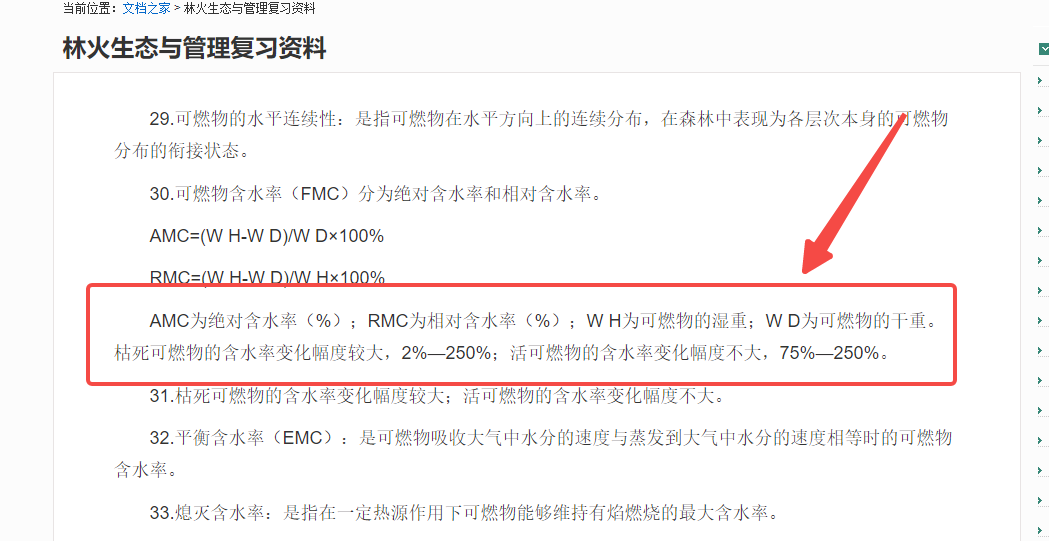 当前位置：文档之家 > 林火生态与管理复习资料
林火生态与管理复习资料
29.可燃物的水平连续性：是指可燃物在水平方向上的连续分布，在森林中表现为各层次本身的可燃物
分布的衔接状态。
30.可燃物含水率（FMC）分为绝对含水率和相对含水率。
AMC=(W H-W D)/W D×100%
RMC=(W H-W D)/W H×100%
AMC为绝对含水率（%）；RMC为相对含水率（%）；W H为可燃物的湿重；W D为可燃物的干重。
枯死可燃物的含水率变化幅度较大，2%—250%；活可燃物的含水率变化幅度不大，75%—250%。
31.枯死可燃物的含水率变化幅度较大；活可燃物的含水率变化幅度不大。
32.平衡含水率（EMC）：是可燃物吸收大气中水分的速度与蒸发到大气中水分的速度相等时的可燃物
含水率。
33.熄灭含水率：是指在一定热源作用下可燃物能够维持有焰燃烧的最大含水率。